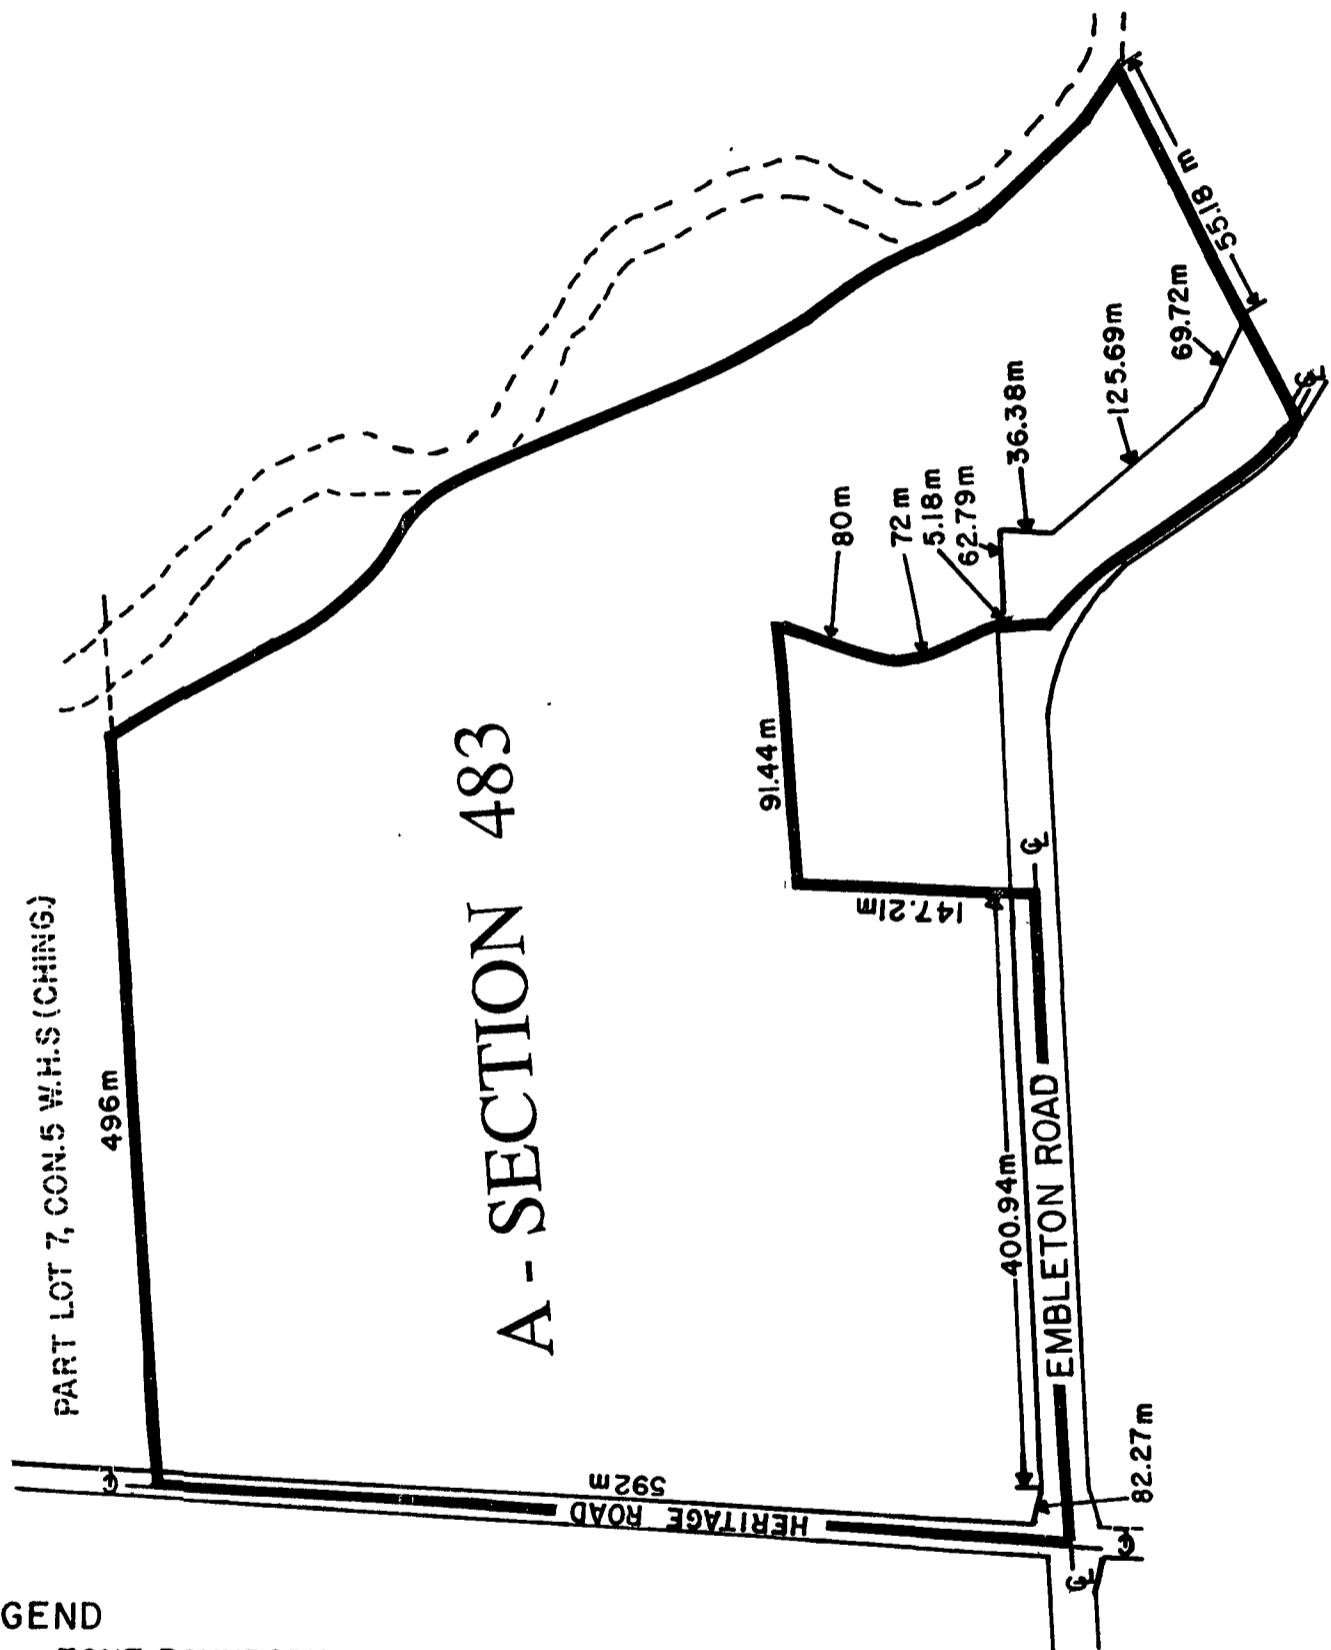 PART LOT 7, CON.5 W.H.S (CHING.)
496m
A - SECTION 483
91.44m
147.21m
80m
72m
5.18m
62.79m
36.38m
125.69m
69.72m
55.18 m
400.94m
EMBLETON ROAD
℄
℄
℄
℄
℄
592m
HERITAGE ROAD
82.27m
GEND